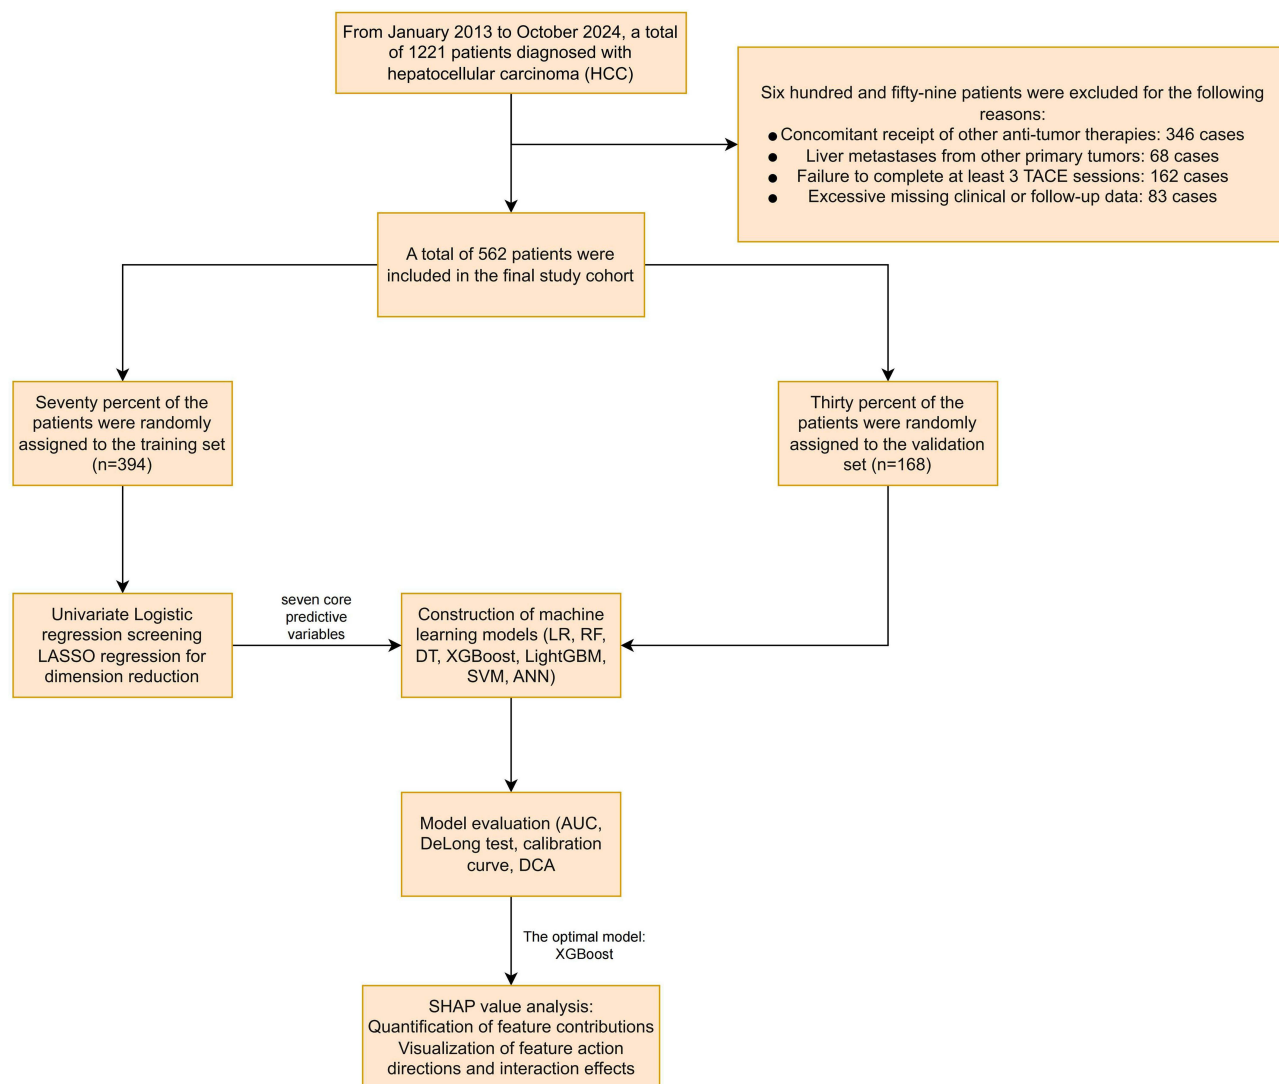 From January 2013 to October 2024, a total
of 1221 patients diagnosed with
hepatocellular carcinoma (HCC)
Six hundred and fifty-nine patients were excluded for the following
reasons:
● Concomitant receipt of other anti-tumor therapies: 346 cases
● Liver metastases from other primary tumors: 68 cases
● Failure to complete at least 3 TACE sessions: 162 cases
● Excessive missing clinical or follow-up data: 83 cases
A total of 562 patients were
included in the final study cohort
Seventy percent of the
patients were randomly
assigned to the training set
(n=394)
Thirty percent of the
patients were randomly
assigned to the validation
set (n=168)
Univariate Logistic
regression screening
LASSO regression for
dimension reduction
seven core
predictive
variables
Construction of machine
learning models (LR, RF,
DT, XGBoost, LightGBM,
SVM, ANN)
Model evaluation (AUC,
DeLong test, calibration
curve, DCA
The optimal model:
XGBoost
SHAP value analysis:
Quantification of feature contributions
Visualization of feature action
directions and interaction effects